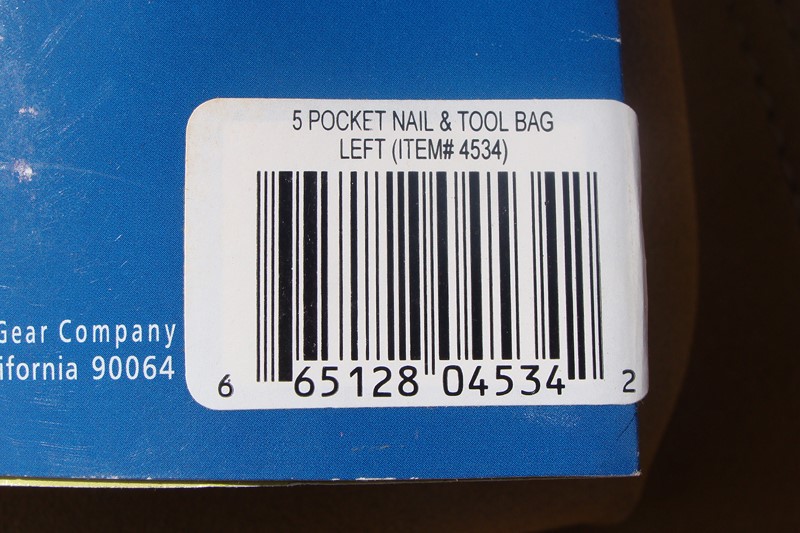 5 POCKET NAIL & TOOL BAG
LEFT (ITEM# 4534)
Gear Company
ifornia 90064
6 65128 04534 2